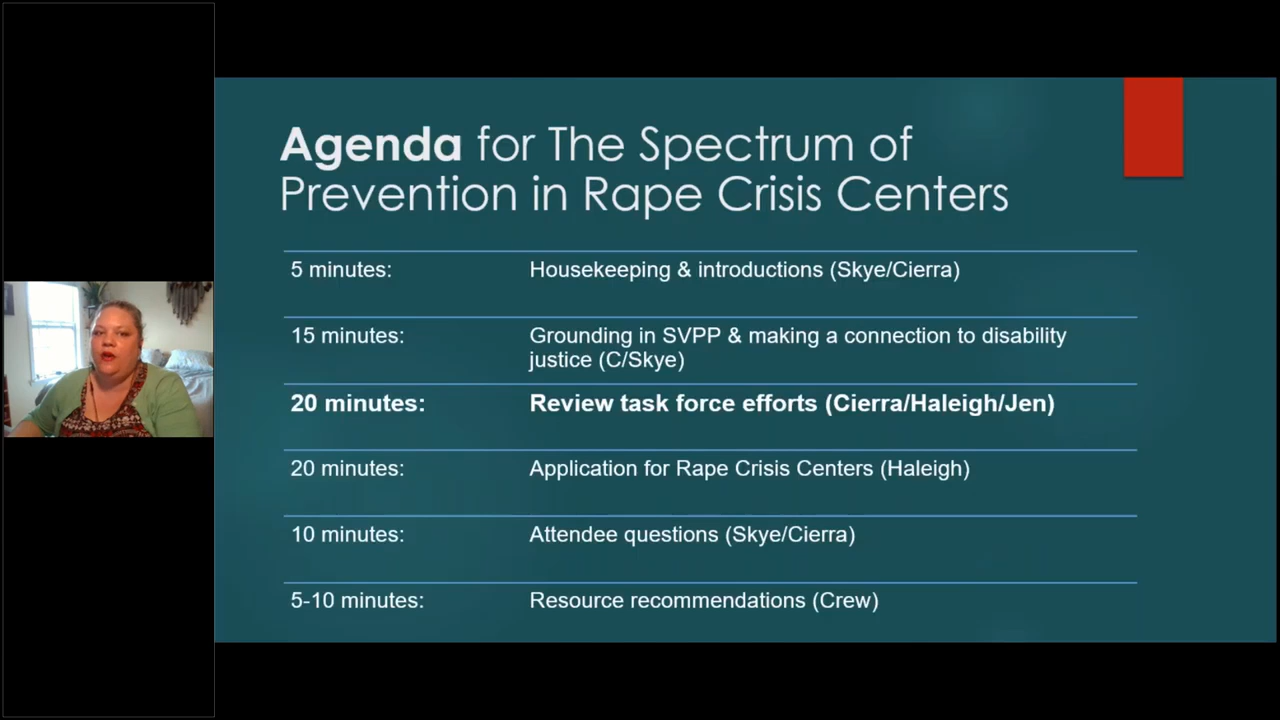 Agenda for The Spectrum of
Prevention in Rape Crisis Centers
5 minutes: Housekeeping & introductions (Skye/Cierra)
15 minutes: Grounding in SVPP & making a connection to disability
justice (C/Skye)
20 minutes: Review task force efforts (Cierra/Haleigh/Jen)
20 minutes: Application for Rape Crisis Centers (Haleigh)
10 minutes: Attendee questions (Skye/Cierra)
5-10 minutes: Resource recommendations (Crew)